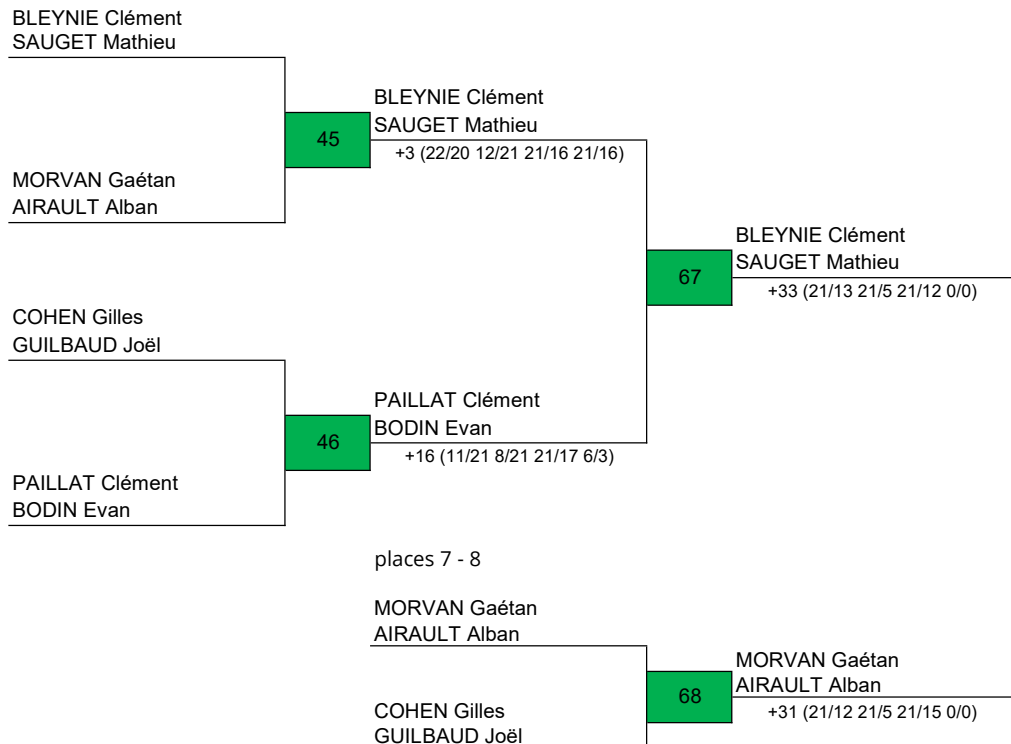 BLEYNIE Clément
SAUGET Mathieu
BLEYNIE Clément
45
SAUGET Mathieu
+3 (22/20 12/21 21/16 21/16)
MORVAN Gaétan
AIRAULT Alban
BLEYNIE Clément
67
SAUGET Mathieu
+33 (21/13 21/5 21/12 0/0)
COHEN Gilles
GUILBAUD Joël
PAILLAT Clément
46
BODIN Evan
+16 (11/21 8/21 21/17 6/3)
PAILLAT Clément
BODIN Evan
places 7 - 8
MORVAN Gaétan
AIRAULT Alban
MORVAN Gaétan
68
AIRAULT Alban
+31 (21/12 21/5 21/15 0/0)
COHEN Gilles
GUILBAUD Joël